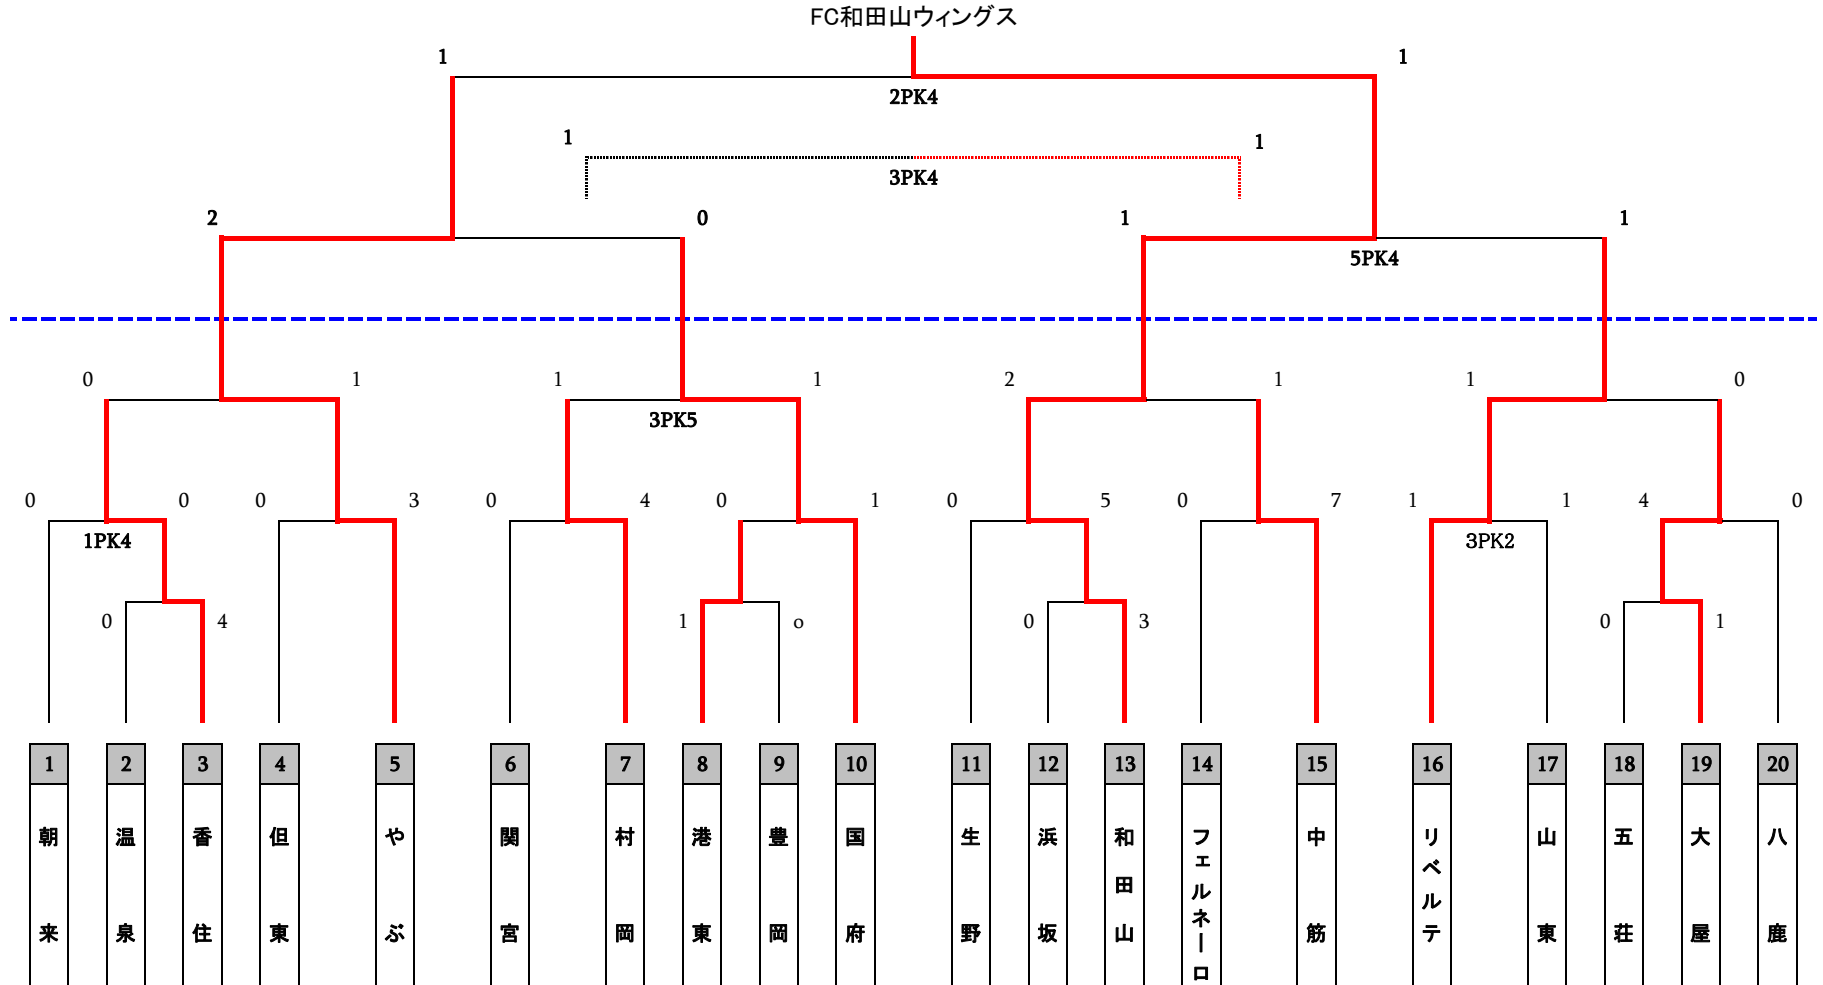 FC和田山ウィングス
1 1
2PK4
1 1
3PK4
2 0 1 1
5PK4
0 1 1 1 2 1 1 0
3PK5
0 0 0 3 0 4 0 1 0 5 0 7 1 1 4 0
1PK4 3PK2
0 4 1 o 0 3 0 1
1 2 3 4 5 6 7 8 9 10 11 12 13 14 15 16 17 18 19 20
朝来
温泉
香住
但東
やぶ
関宮
村岡
港東
豊岡
国府
生野
浜坂
和田山
フェルネーロ
中筋
リベルテ
山東
五荘
大屋
八鹿